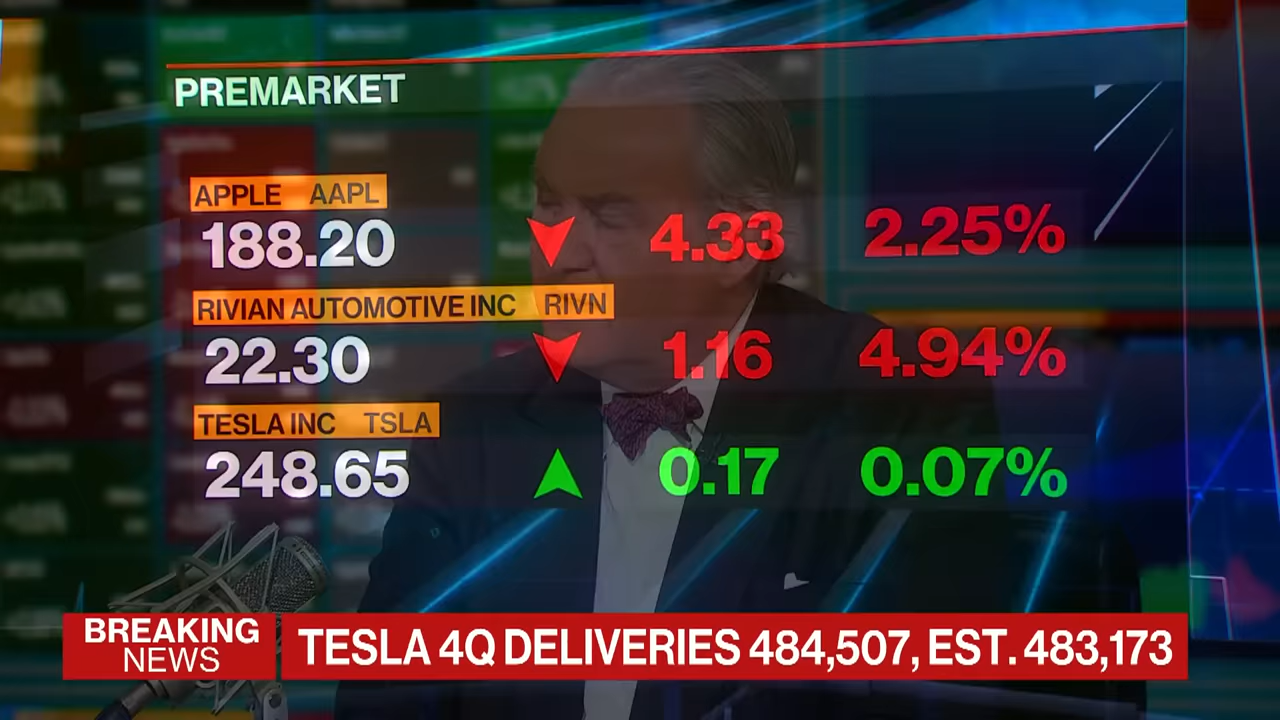 PREMARKET
APPLE AAPL
188.20 ▼ 4.33 2.25%
RIVIAN AUTOMOTIVE INC RIVN
22.30 ▼ 1.16 4.94%
TESLA INC TSLA
248.65 ▲ 0.17 0.07%
BREAKING NEWS
TESLA 4Q DELIVERIES 484,507, EST. 483,173